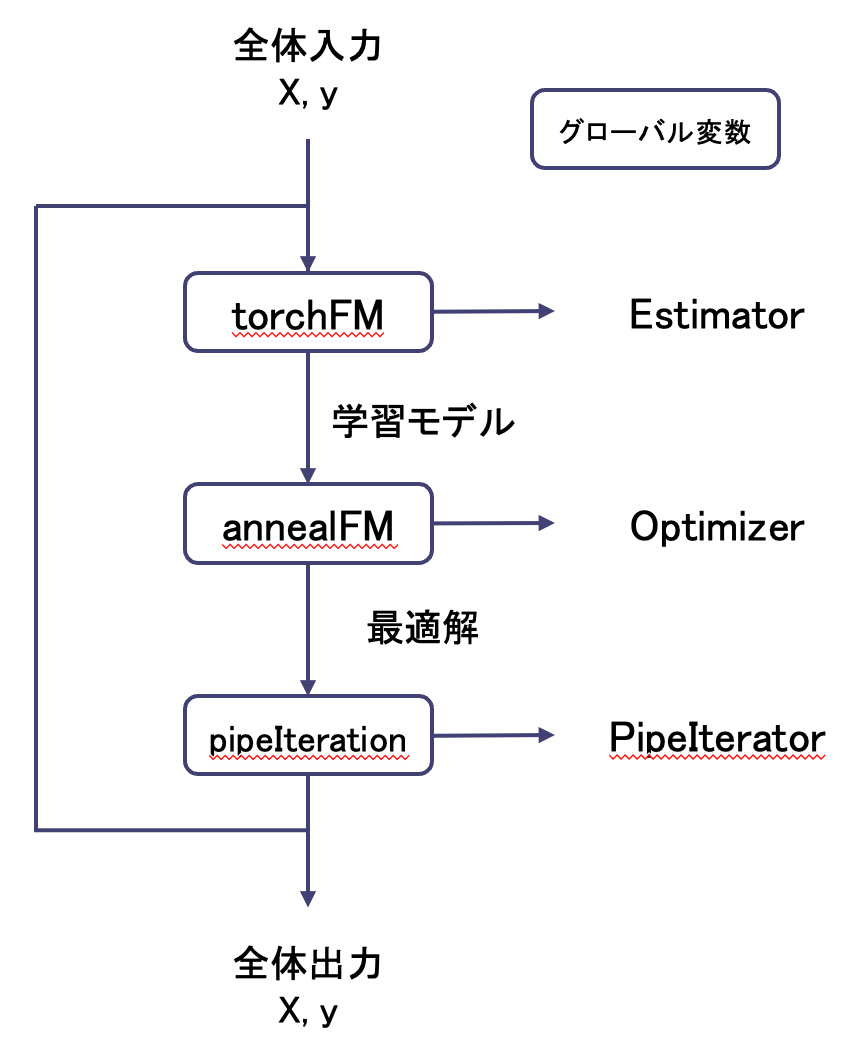 全体入力
X, y
グローバル変数
torchFM
Estimator
学習モデル
annealFM
Optimizer
最適解
pipeIteration
PipeIterator
全体出力
X, y